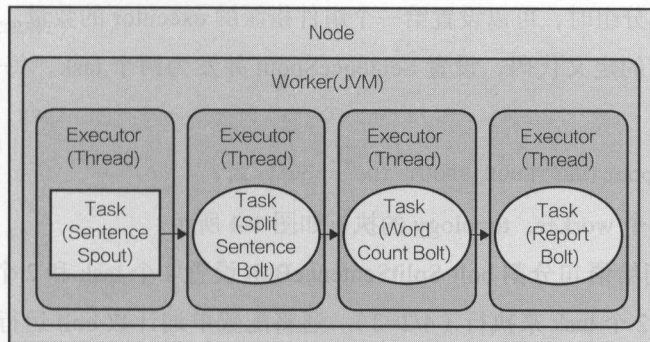 Node
Worker(JVM)
Executor
(Thread)
Task
(Sentence
Spout)
Executor
(Thread)
Task
(Split
Sentence
Bolt)
Executor
(Thread)
Task
(Word
Count Bolt)
Executor
(Thread)
Task
(Report
Bolt)